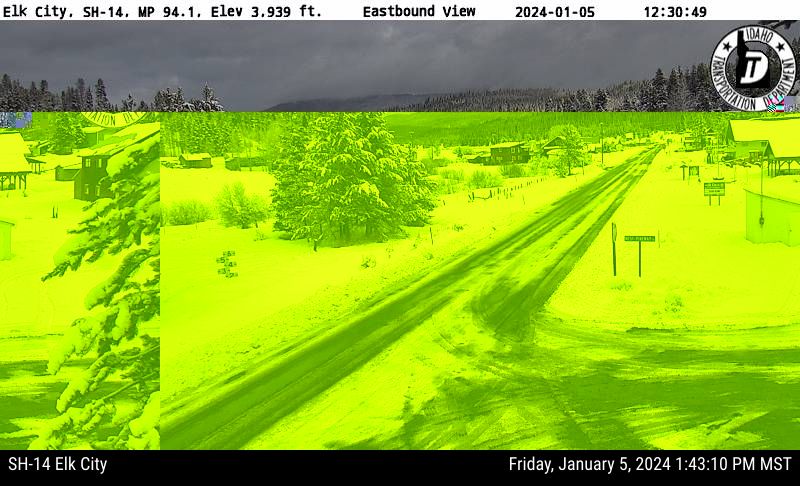 Elk City, SH-14, MP 94.1, Elev 3,939 ft. Eastbound View 2024-01-05 12:30:49
IDAHO
TRANSPORTATION DEPARTMENT
SH-14 Elk City Friday, January 5, 2024 1:43:10 PM MST